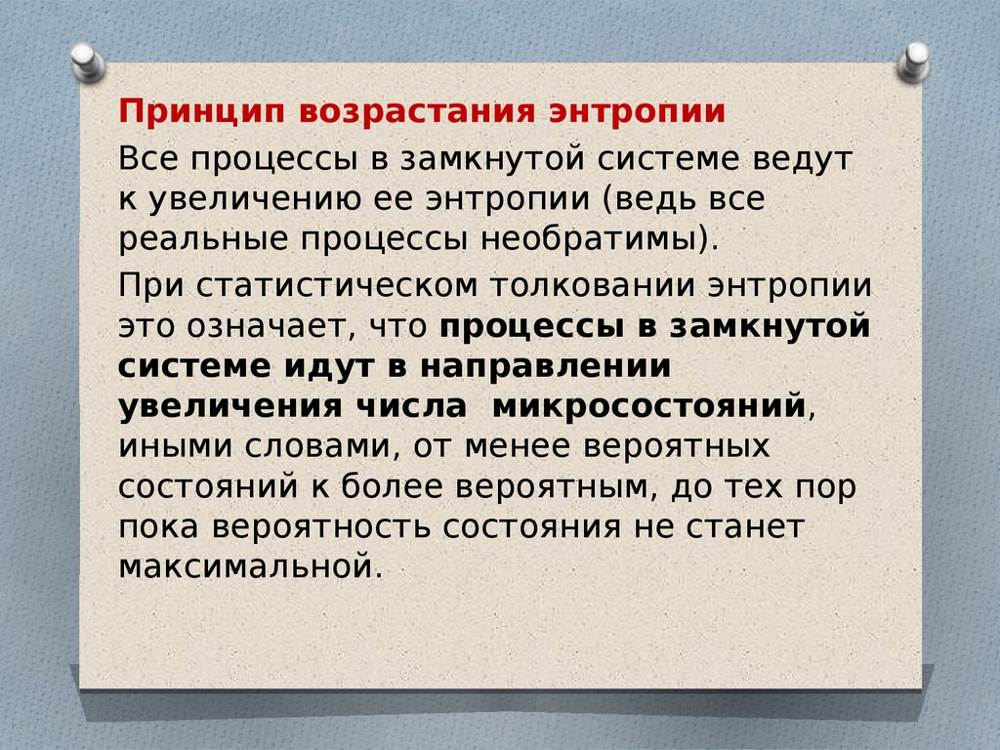 Принцип возрастания энтропии
Все процессы в замкнутой системе ведут
к увеличению ее энтропии (ведь все
реальные процессы необратимы).
При статистическом толковании энтропии
это означает, что процессы в замкнутой
системе идут в направлении
увеличения числа  микросостояний,
иными словами, от менее вероятных
состояний к более вероятным, до тех пор
пока вероятность состояния не станет
максимальной.